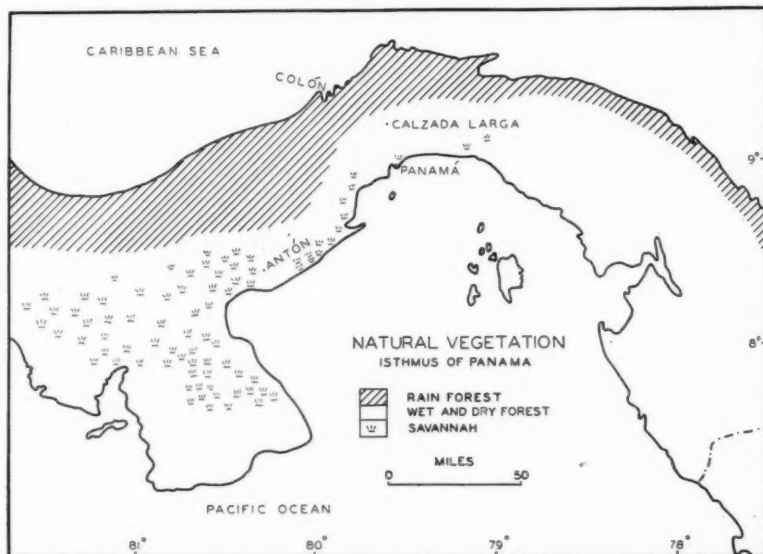 CARIBBEAN SEA
COLÓN
CALZADA LARGA
9°
PANAMÁ
ANTÓN
NATURAL VEGETATION
ISTHMUS OF PANAMA
8°
RAIN FOREST
WET AND DRY FOREST
SAVANNAH
MILES
0 50
PACIFIC OCEAN
81° 80 79 78°